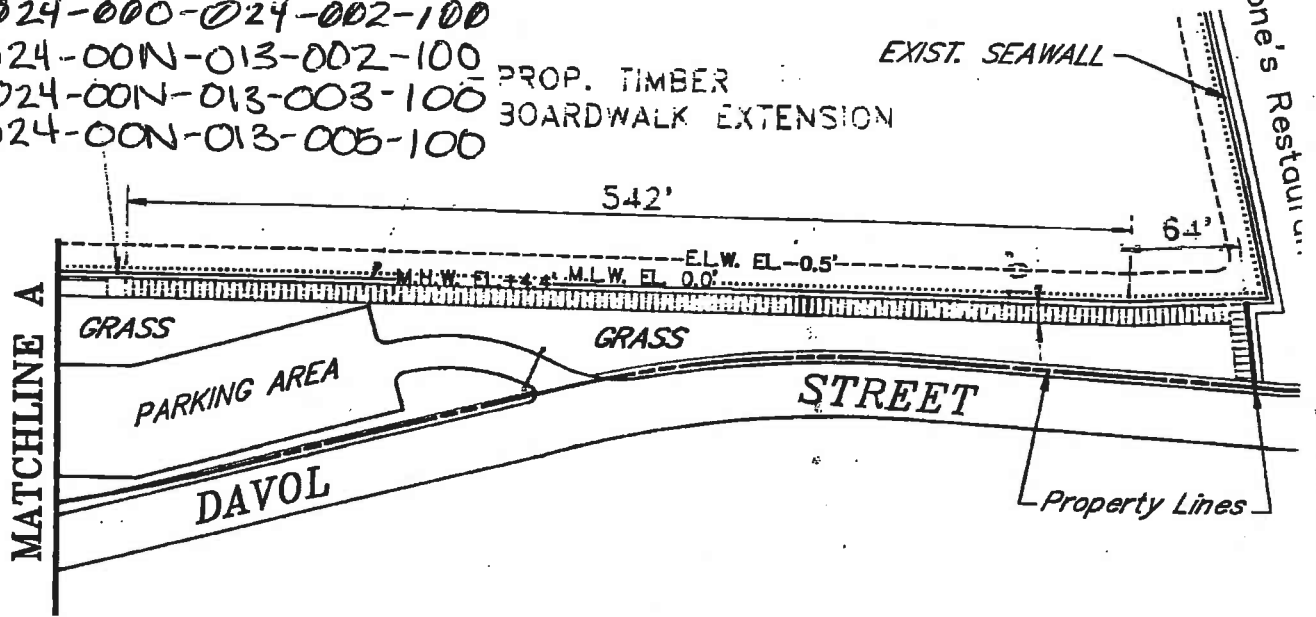 024-000-024-002-100
024-00N-013-002-100
024-00N-013-003-100
024-00N-013-005-100
PROP. TIMBER
BOARDWALK EXTENSION
EXIST. SEAWALL
one's
542'
E.L.W. EL -0.5'
M.H.W. EL +4.4' M.L.W. EL 0.0'
GRASS
GRASS
PARKING AREA
STREET
DAVOL
Property Lines
MATCHLINE A